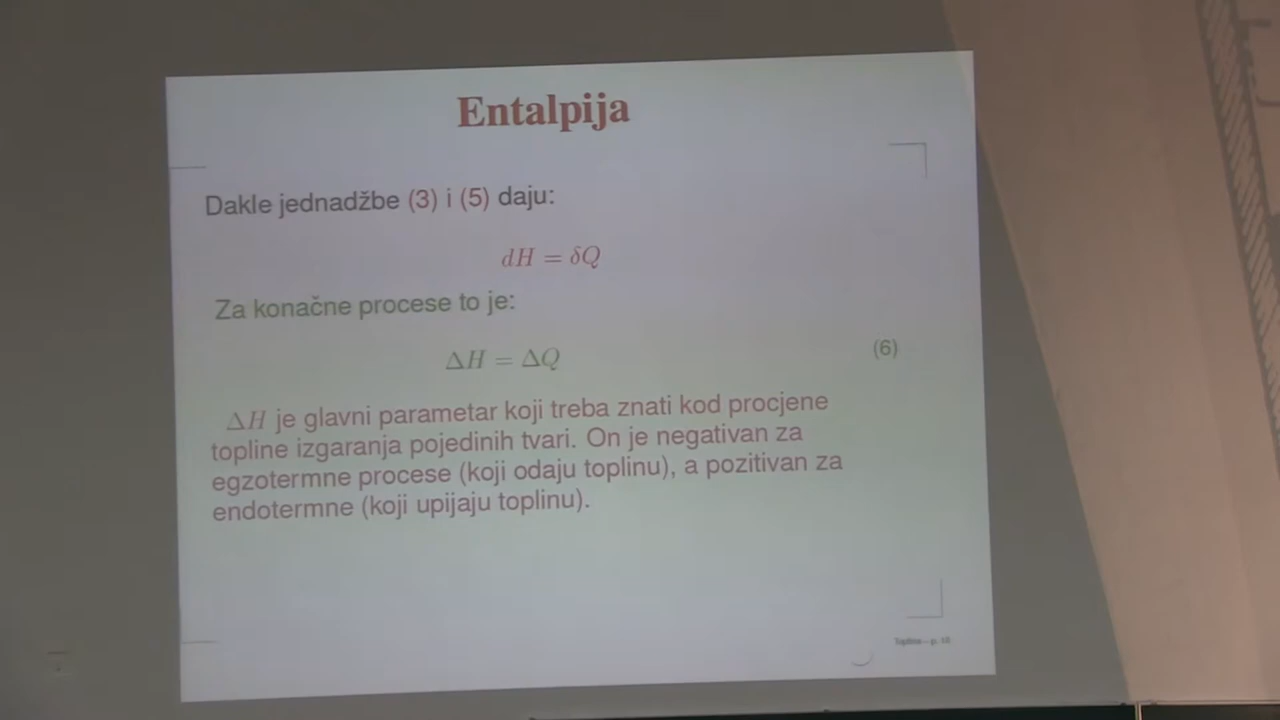 Entalpija
Dakle jednadžbe (3) i (5) daju:
dH = δQ
Za konačne procese to je:
ΔH = ΔQ (6)
ΔH je glavni parametar koji treba znati kod procjene
topline izgaranja pojedinih tvari. On je negativan za
egzotermne procese (koji odaju toplinu), a pozitivan za
endotermne (koji upijaju toplinu).